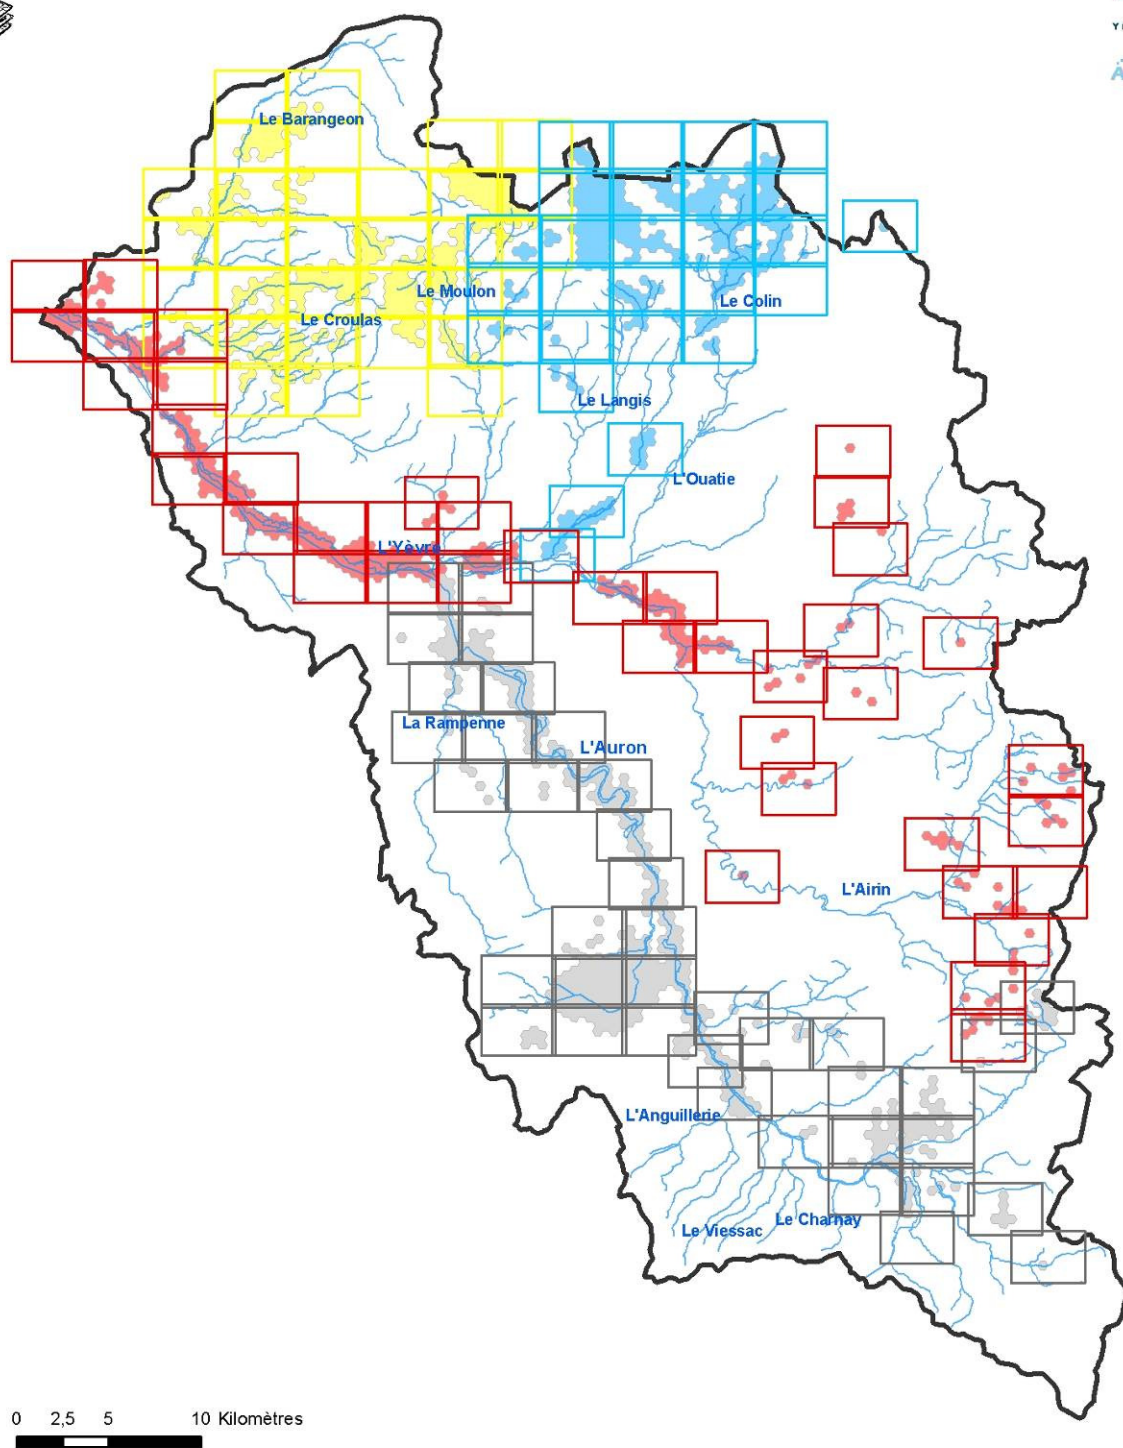 Le Barangeon
Le Moulon
Le Colin
Le Croulas
Le Langis
L'Ouatie
L'Yèvre
La Rampenne
L'Auron
L'Airin
L'Anguillerie
Le Charnay
Le Viessac
0 2,5 5 10 Kilomètres